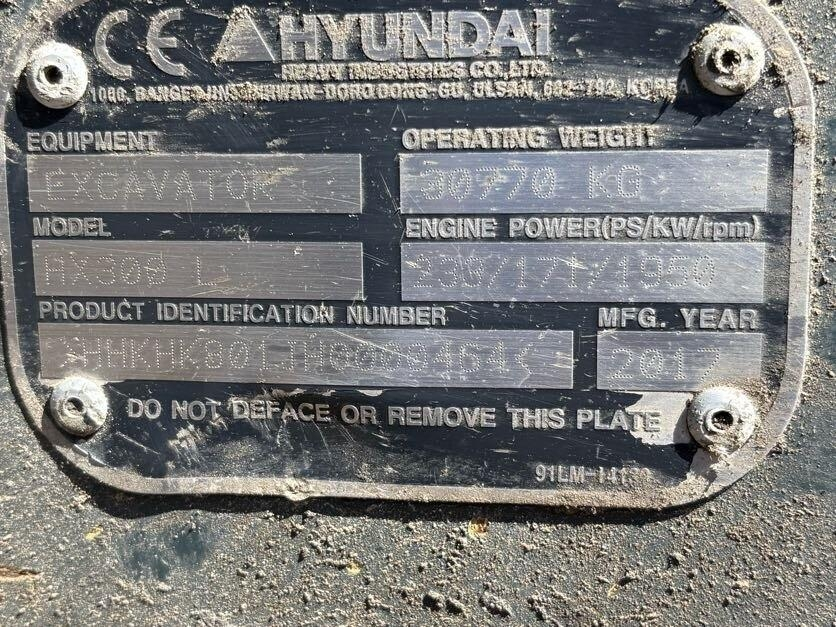 CE HYUNDAI
HEAVY INDUSTRIES CO., LTD.
EQUIPMENT
OPERATING WEIGHT
EXCAVATOR
30770 KG
MODEL
ENGINE POWER(PS/KW/rpm)
HX300 L
230/171/1950
PRODUCT IDENTIFICATION NUMBER
MFG. YEAR
2017
DO NOT DEFACE OR REMOVE THIS PLATE